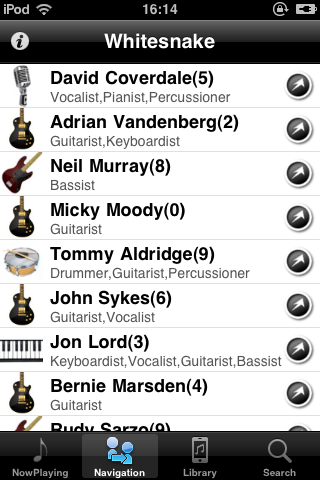 iPod 16:14
Whitesnake
David Coverdale(5)
Vocalist,Pianist,Percussioner
Adrian Vandenberg(2)
Guitarist,Keyboardist
Neil Murray(8)
Bassist
Micky Moody(0)
Guitarist
Tommy Aldridge(9)
Drummer,Guitarist,Percussioner
John Sykes(6)
Guitarist,Vocalist
Jon Lord(3)
Keyboardist,Vocalist,Guitarist,Bassist
Bernie Marsden(4)
Guitarist
Rudy Sarzo(9)
NowPlaying Navigation Library Search